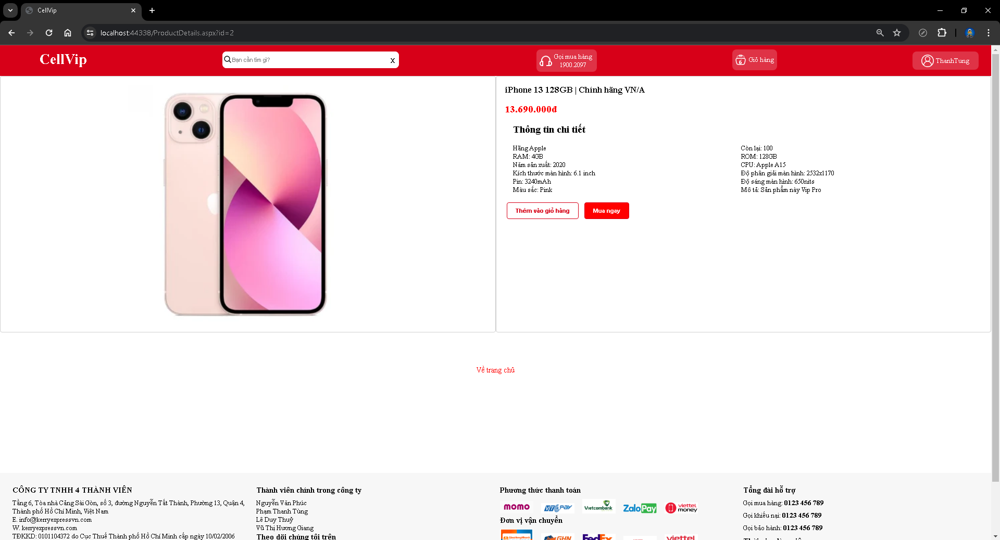 CellVip
localhost:44338/ProductDetails.aspx?id=2
CellVip
Bạn cần tìm gì?
X
Gọi mua hàng
1900.2097
6
Giỏ hàng
ThanhTung
iPhone 13 128GB | Chính hãng VN/A
13.690.000đ
Thông tin chi tiết
Hãng Apple
RAM: 4GB
Năm sản xuất: 2020
Kích thước màn hình: 6.1 inch
Pin: 3240mAh
Màu sắc: Pink
Còn lại: 100
ROM: 128GB
CPU: Apple A15
Độ phân giải màn hình: 2532x1170
Độ sáng màn hình: 650nits
Mô tả: Sản phẩm này Vip Pro
Thêm vào giỏ hàng
Mua ngay
Về trang chủ
CÔNG TY TNHH 4 THÀNH VIÊN
Tầng 6, Tòa nhà Cảng Sài Gòn, số 3, đường Nguyễn Tất Thành, Phường 13, Quận 4,
Thành phố Hồ Chí Minh, Việt Nam
E. info@kerryexpressvn.com
W. kerryexpressvn.com
TĐKKD: 0101104372 do Cục Thuế Thành phố Hồ Chí Minh cấp ngày 10/02/2006
Thành viên chính trong công ty
Nguyễn Văn Phúc
Phạm Thanh Tùng
Lê Duy Thuỷ
Vũ Thị Hương Giang
Theo dõi chúng tôi trên
Phương thức thanh toán
momo
VTC PAY
Vietcombank
ZaloPay
viettel
money
Đơn vị vận chuyển
GiaoHangNhanh
GHN
FedEx
viettel
Tổng đài hỗ trợ
Gọi mua hàng: 0123 456 789
Gọi khiếu nại: 0123 456 789
Gọi bảo hành: 0123 456 789